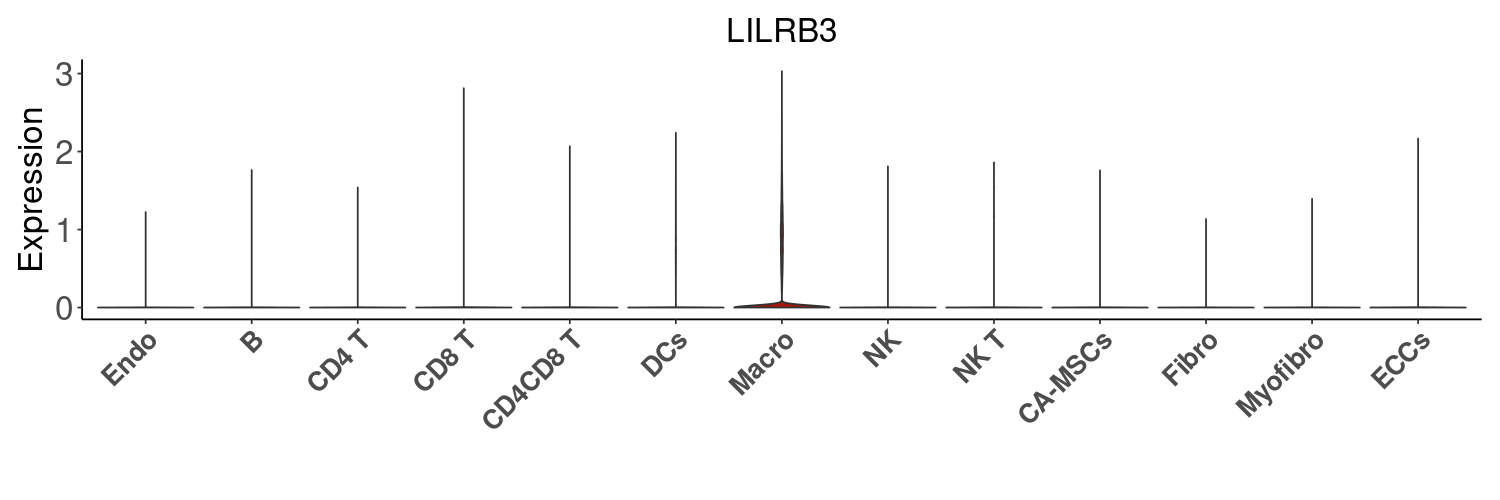 LILRB3
Expression
3
2
1
0
Endo
B
CD4 T
CD8 T
CD4CD8 T
DCs
Macro
NK
NK T
CA-MSCs
Fibro
Myofibro
ECCs